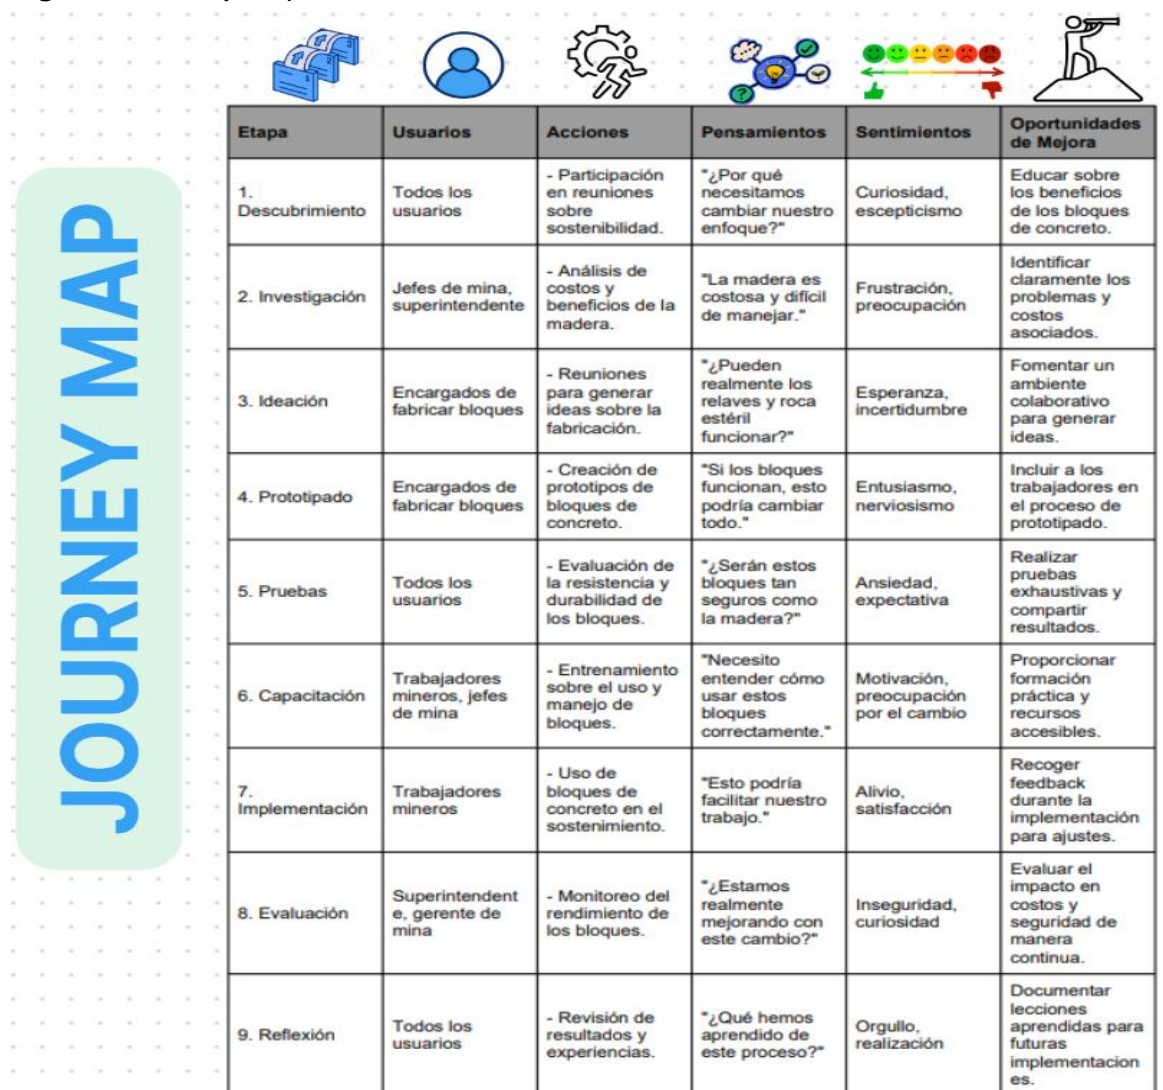 JOURNEY MAP
Etapa
Usuarios
Acciones
Pensamientos
Sentimientos
Oportunidades
de Mejora
1.
Descubrimiento
Todos los
usuarios
- Participación
en reuniones
sobre
sostenibilidad.
"¿Por qué
necesitamos
cambiar nuestro
enfoque?"
Curiosidad,
escepticismo
Educar sobre
los beneficios
de los bloques
de concreto.
2. Investigación
Jefes de mina,
superintendente
- Análisis de
costos y
beneficios de la
madera.
"La madera es
costosa y difícil
de manejar."
Frustración,
preocupación
Identificar
claramente los
problemas y
costos
asociados.
3. Ideación
Encargados de
fabricar bloques
- Reuniones
para generar
ideas sobre la
fabricación.
"¿Pueden
realmente los
relaves y roca
estéril
funcionar?"
Esperanza,
incertidumbre
Fomentar un
ambiente
colaborativo
para generar
ideas.
4. Prototipado
Encargados de
fabricar bloques
- Creación de
prototipos de
bloques de
concreto.
"Si los bloques
funcionan, esto
podría cambiar
todo."
Entusiasmo,
nerviosismo
Incluir a los
trabajadores en
el proceso de
prototipado.
5. Pruebas
Todos los
usuarios
- Evaluación de
la resistencia y
durabilidad de
los bloques.
"¿Serán estos
bloques tan
seguros como
la madera?"
Ansiedad,
expectativa
Realizar
pruebas
exhaustivas y
compartir
resultados.
6. Capacitación
Trabajadores
mineros, jefes
de mina
- Entrenamiento
sobre el uso y
manejo de
bloques.
"Necesito
entender cómo
usar estos
bloques
correctamente."
Motivación,
preocupación
por el cambio
Proporcionar
formación
práctica y
recursos
accesibles.
7.
Implementación
Trabajadores
mineros
- Uso de
bloques de
concreto en el
sostenimiento.
"Esto podría
facilitar nuestro
trabajo."
Alivio,
satisfacción
Recoger
feedback
durante la
implementación
para ajustes.
8. Evaluación
Superintendent
e, gerente de
mina
- Monitoreo del
rendimiento de
los bloques.
"¿Estamos
realmente
mejorando con
este cambio?"
Inseguridad,
curiosidad
Evaluar el
impacto en
costos y
seguridad de
manera
continua.
9. Reflexión
Todos los
usuarios
- Revisión de
resultados y
experiencias.
"¿Qué hemos
aprendido de
este proceso?"
Orgullo,
realización
Documentar
lecciones
aprendidas para
futuras
implementacion
es.